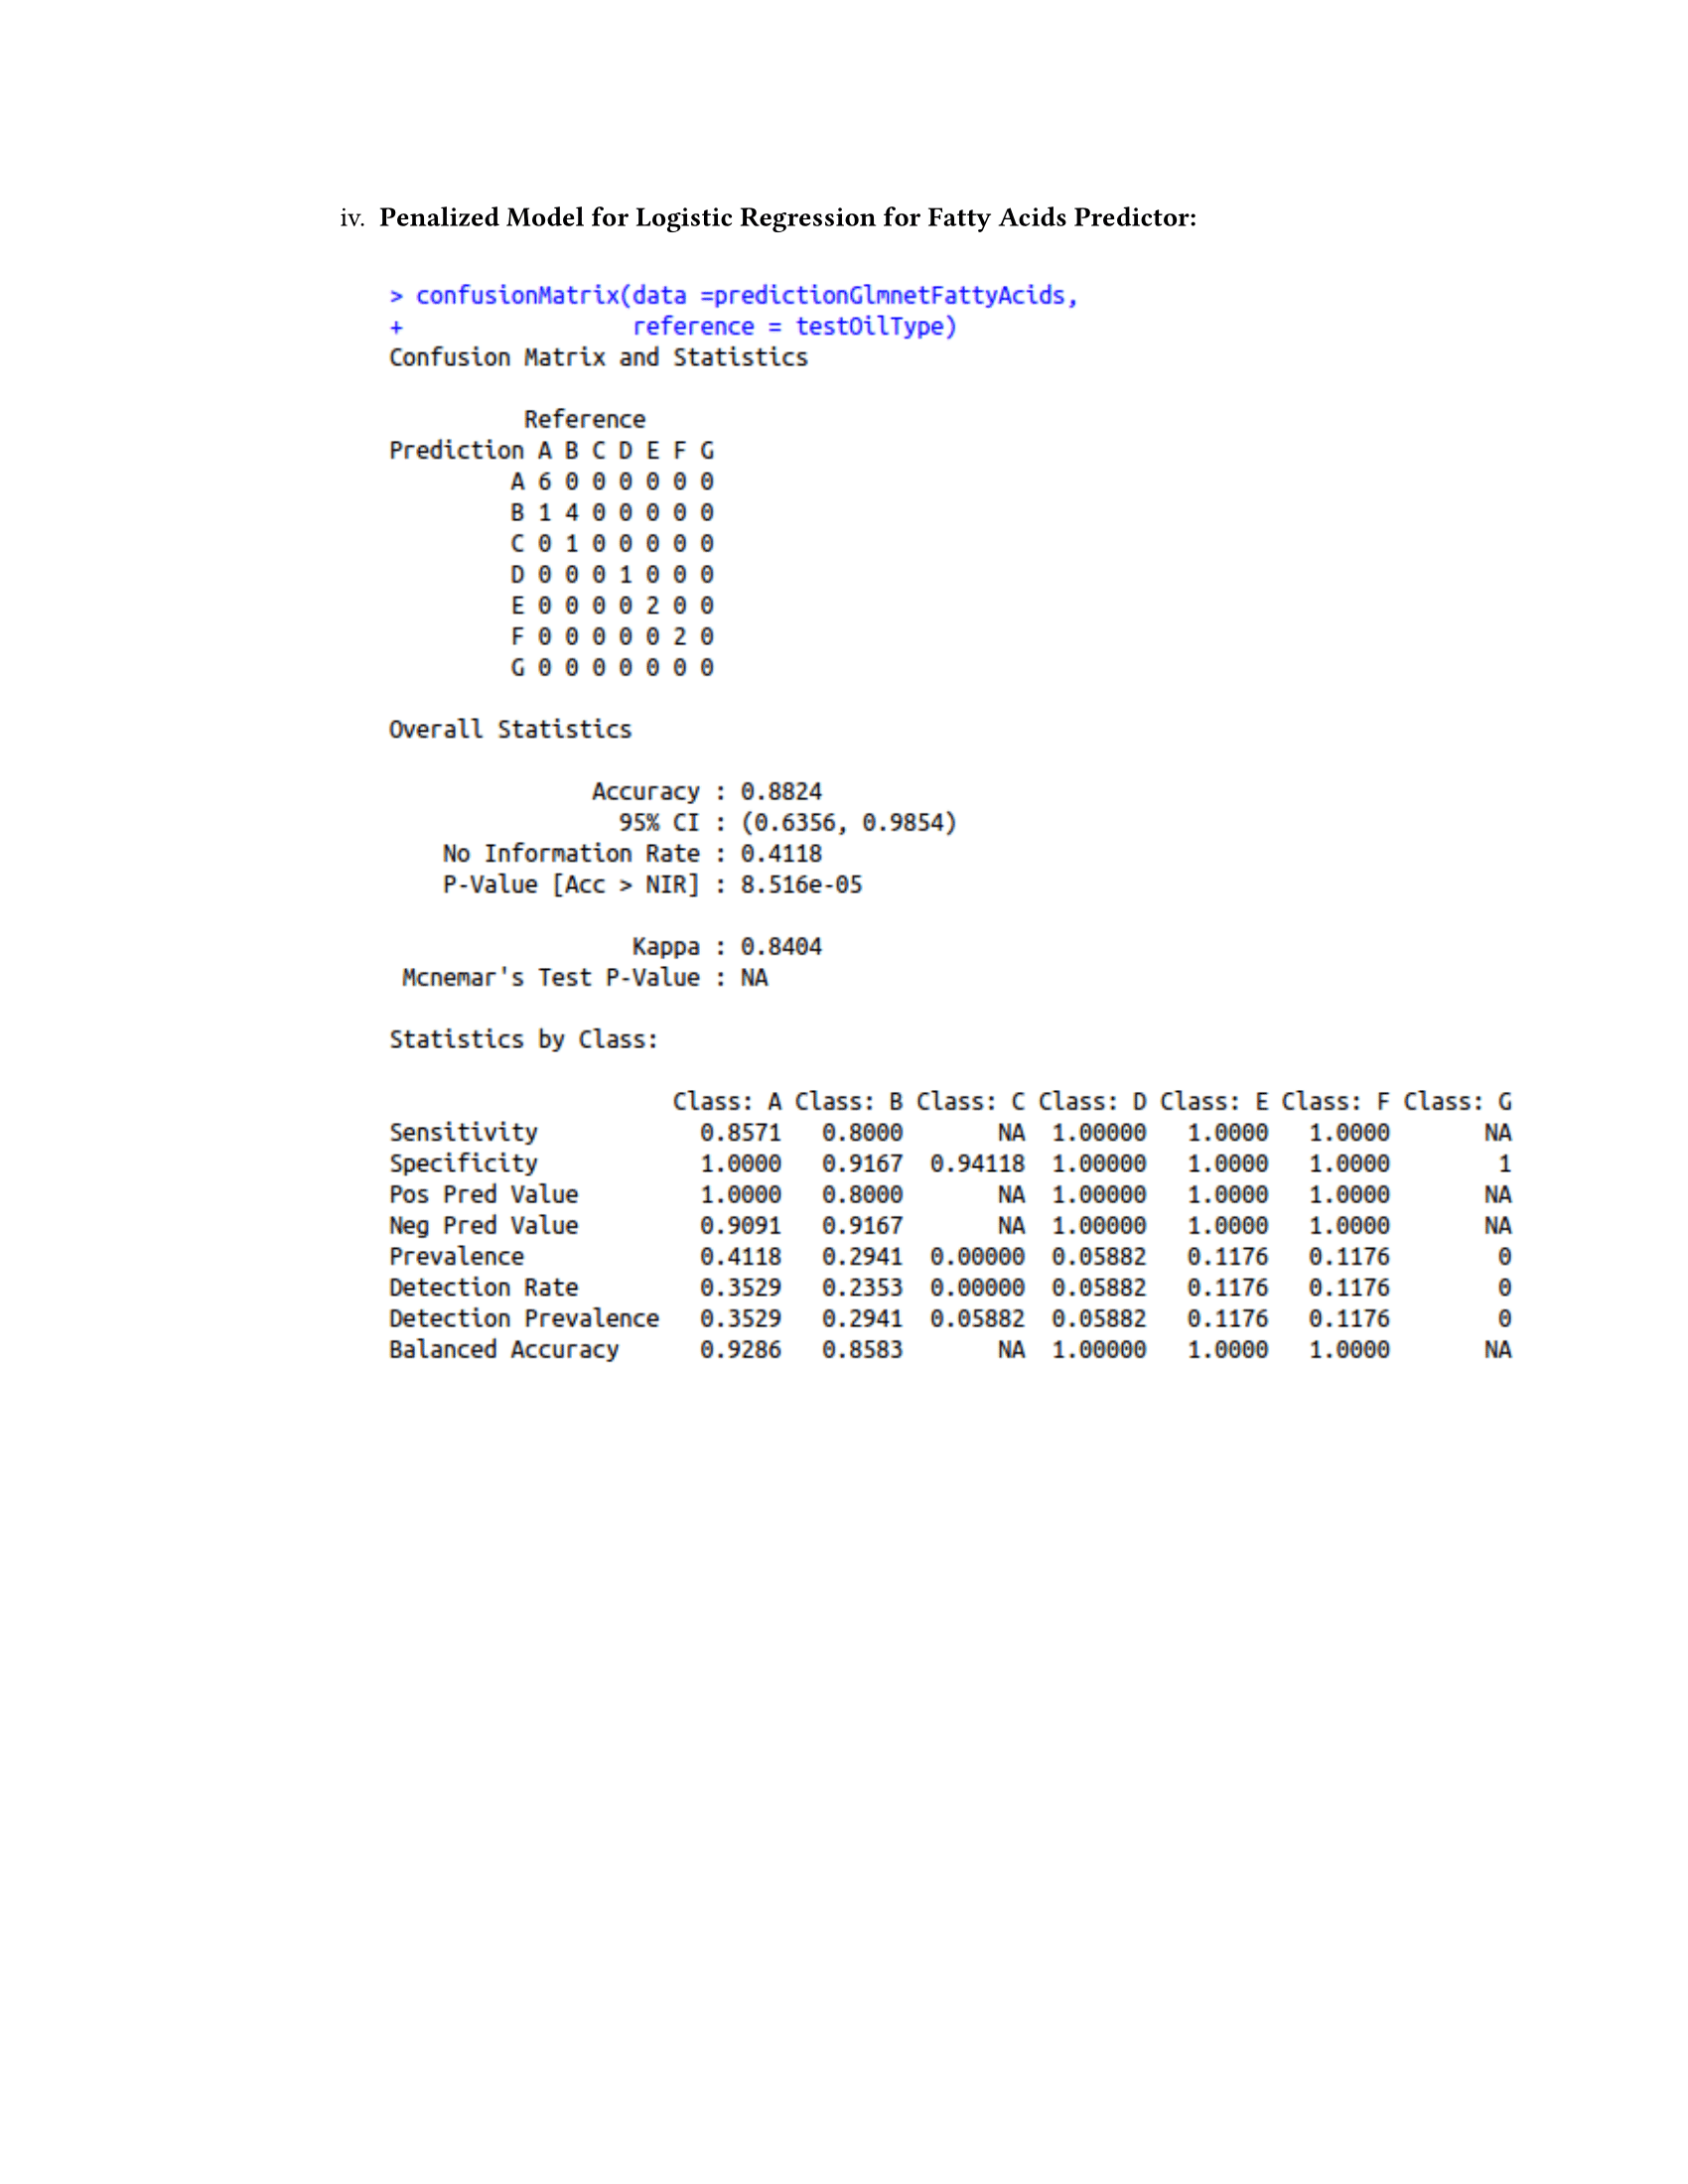 iv. Penalized Model for Logistic Regression for Fatty Acids Predictor:
> confusionMatrix(data =predictionGlmnetFattyAcids,
+                 reference = testOilType)
Confusion Matrix and Statistics
          Reference
Prediction A B C D E F G
         A 6 0 0 0 0 0 0
         B 1 4 0 0 0 0 0
         C 0 1 0 0 0 0 0
         D 0 0 0 1 0 0 0
         E 0 0 0 0 2 0 0
         F 0 0 0 0 0 2 0
         G 0 0 0 0 0 0 0
Overall Statistics
               Accuracy : 0.8824
                 95% CI : (0.6356, 0.9854)
    No Information Rate : 0.4118
    P-Value [Acc > NIR] : 8.516e-05
                  Kappa : 0.8404
 Mcnemar's Test P-Value : NA
Statistics by Class:
                     Class: A Class: B Class: C Class: D Class: E Class: F Class: G
Sensitivity            0.8571   0.8000       NA  1.00000   1.0000   1.0000       NA
Specificity            1.0000   0.9167  0.94118  1.00000   1.0000   1.0000        1
Pos Pred Value         1.0000   0.8000       NA  1.00000   1.0000   1.0000       NA
Neg Pred Value         0.9091   0.9167       NA  1.00000   1.0000   1.0000       NA
Prevalence             0.4118   0.2941  0.00000  0.05882   0.1176   0.1176        0
Detection Rate         0.3529   0.2353  0.00000  0.05882   0.1176   0.1176        0
Detection Prevalence   0.3529   0.2941  0.05882  0.05882   0.1176   0.1176        0
Balanced Accuracy      0.9286   0.8583       NA  1.00000   1.0000   1.0000       NA